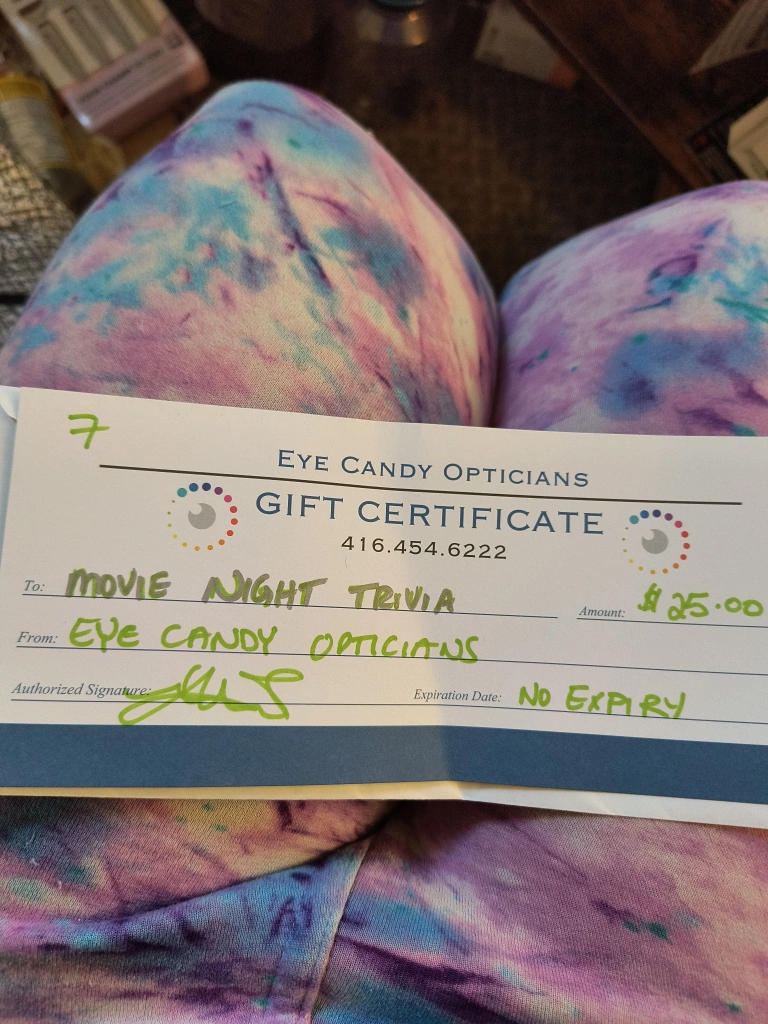 7
EYE CANDY OPTICIANS
GIFT CERTIFICATE
416.454.6222
To: MOVIE NIGHT TRIVIA
Amount: $25.00
From: EYE CANDY OPTICIANS
Authorized Signature:
Expiration Date: NO EXPIRY